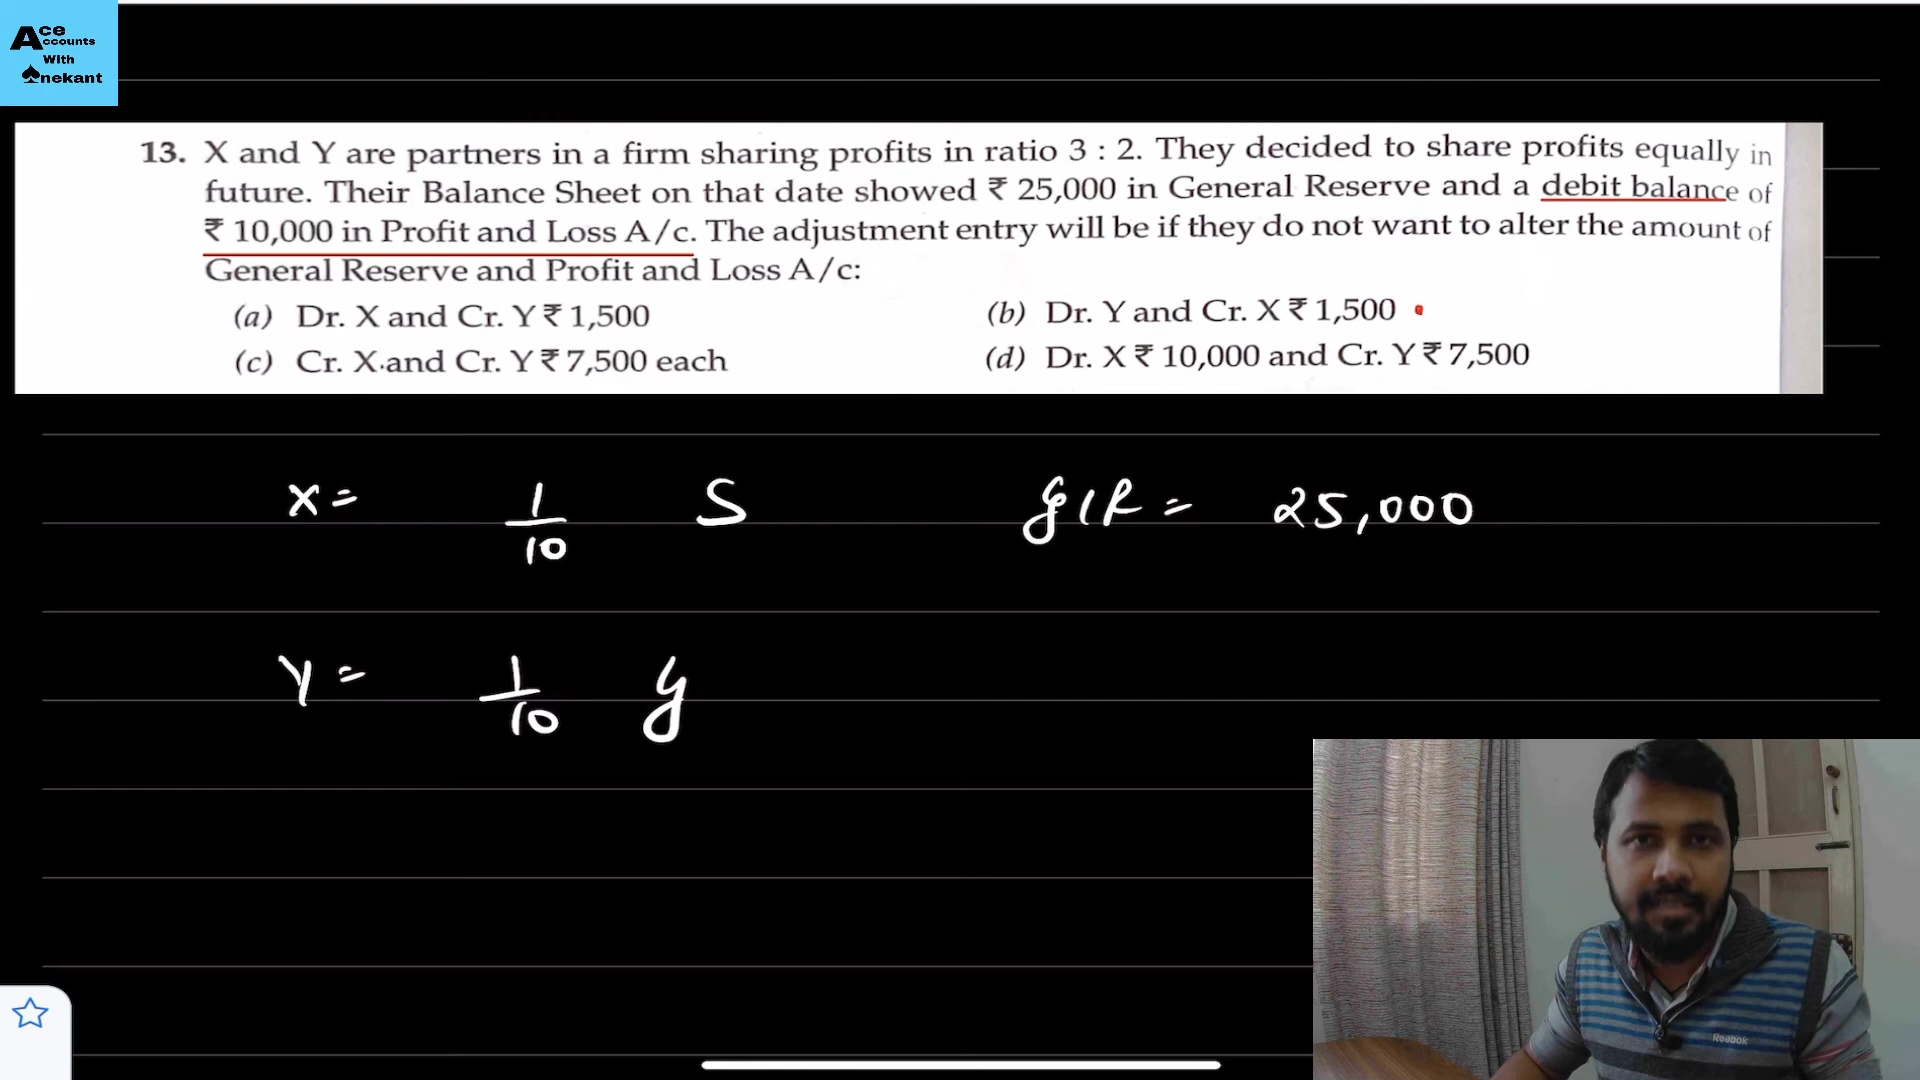 Ace
Accounts
With
Anekant
13. X and Y are partners in a firm sharing profits in ratio 3 : 2. They decided to share profits equally in
future. Their Balance Sheet on that date showed ₹ 25,000 in General Reserve and a debit balance of
₹ 10,000 in Profit and Loss A/c. The adjustment entry will be if they do not want to alter the amount of
General Reserve and Profit and Loss A/c:
(a) Dr. X and Cr. Y ₹ 1,500 (b) Dr. Y and Cr. X ₹ 1,500
(c) Cr. X and Cr. Y ₹ 7,500 each (d) Dr. X ₹ 10,000 and Cr. Y ₹ 7,500
X = 1/10 S G/R = 25,000
Y = 1/10 G
Reebok